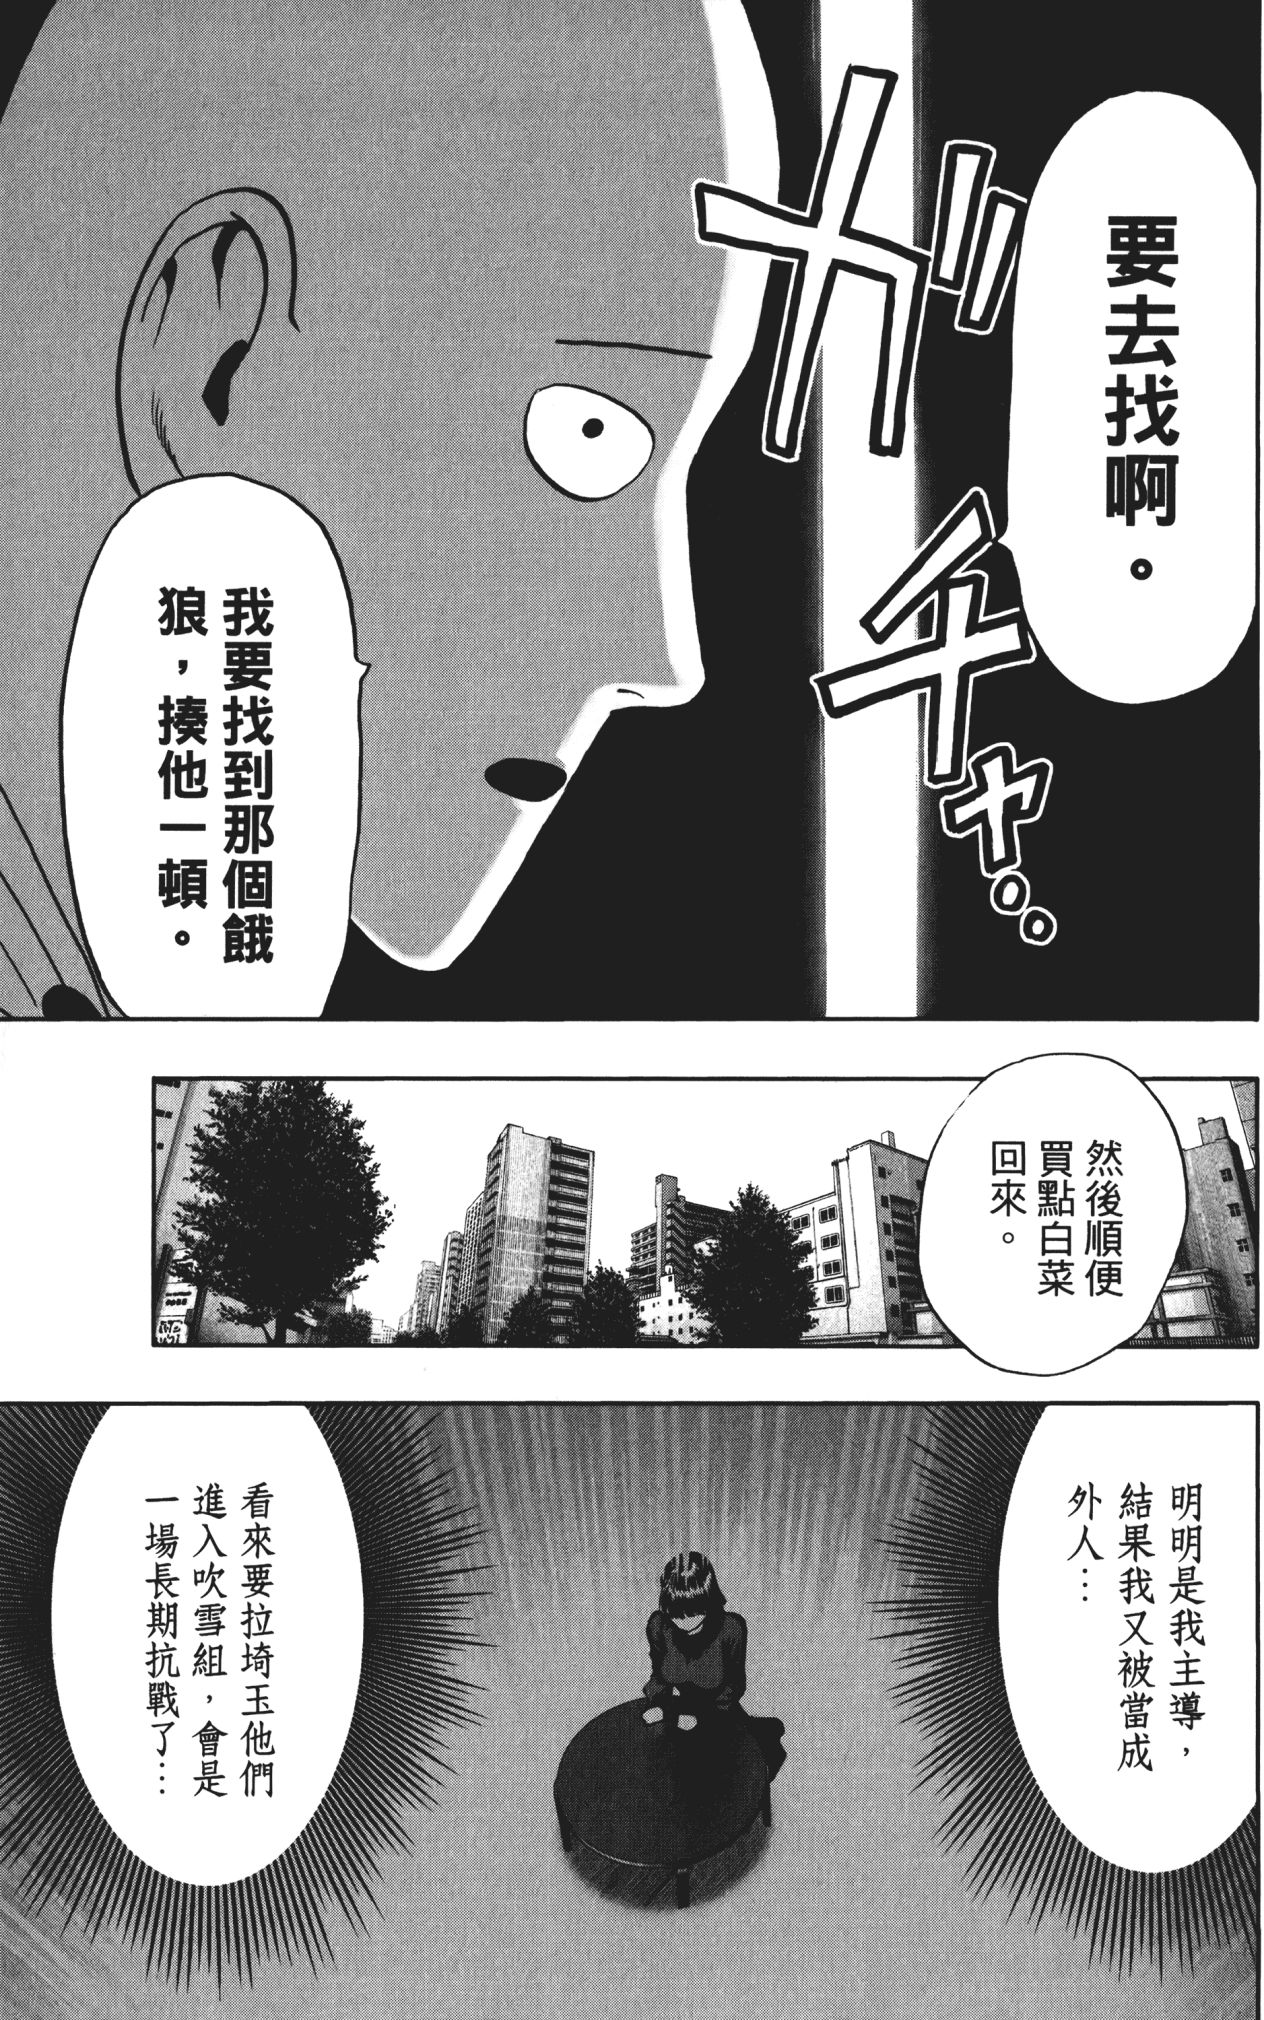 要去找啊。
ガチャ。。
我要找到那個餓
狼，揍他一頓。
然後順便
買點白菜
回來。
明明是我主導，
結果我又被當成
外人…
看來要拉埼玉他們
進入吹雪組，會是
一場長期抗戰了…